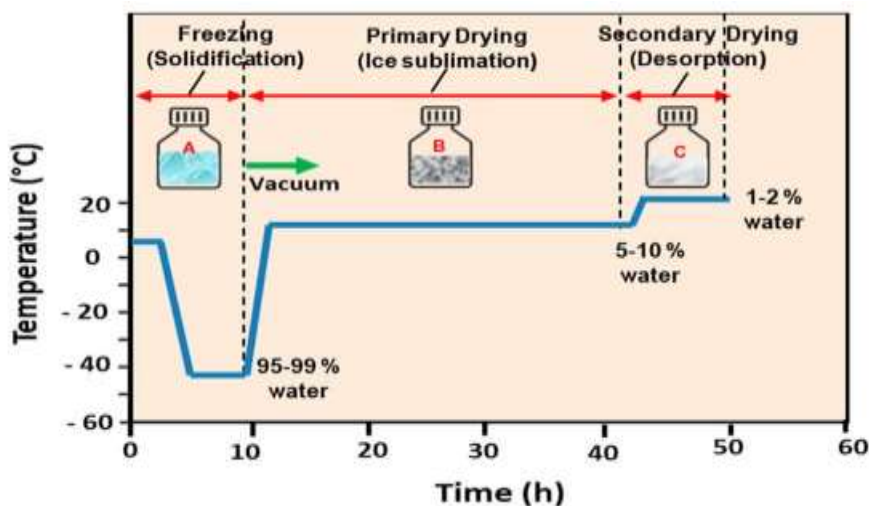 Freezing
(Solidification)
Primary Drying
(Ice sublimation)
Secondary Drying
(Desorption)
A
B
C
Vacuum
1-2 %
water
5-10 %
water
95-99 %
water
Temperature (°C)
20
0
- 20
- 40
- 60
0
10
20
30
40
50
60
Time (h)